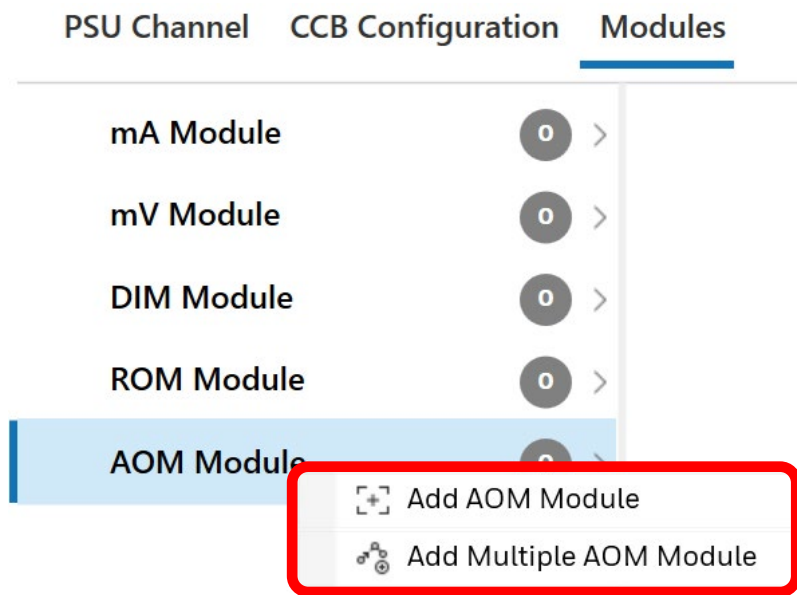 PSU Channel CCB Configuration Modules
mA Module 0
mV Module 0
DIM Module 0
ROM Module 0
AOM Module 0
Add AOM Module
Add Multiple AOM Module